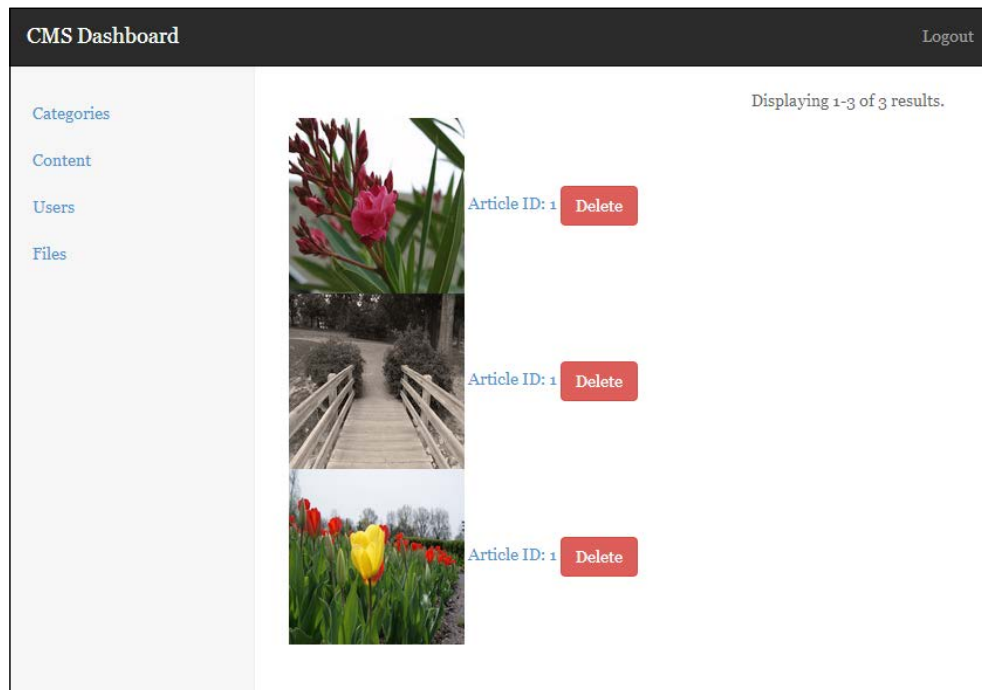 CMS Dashboard
Logout
Categories
Content
Users
Files
Displaying 1-3 of 3 results.
Article ID: 1 Delete
Article ID: 1 Delete
Article ID: 1 Delete